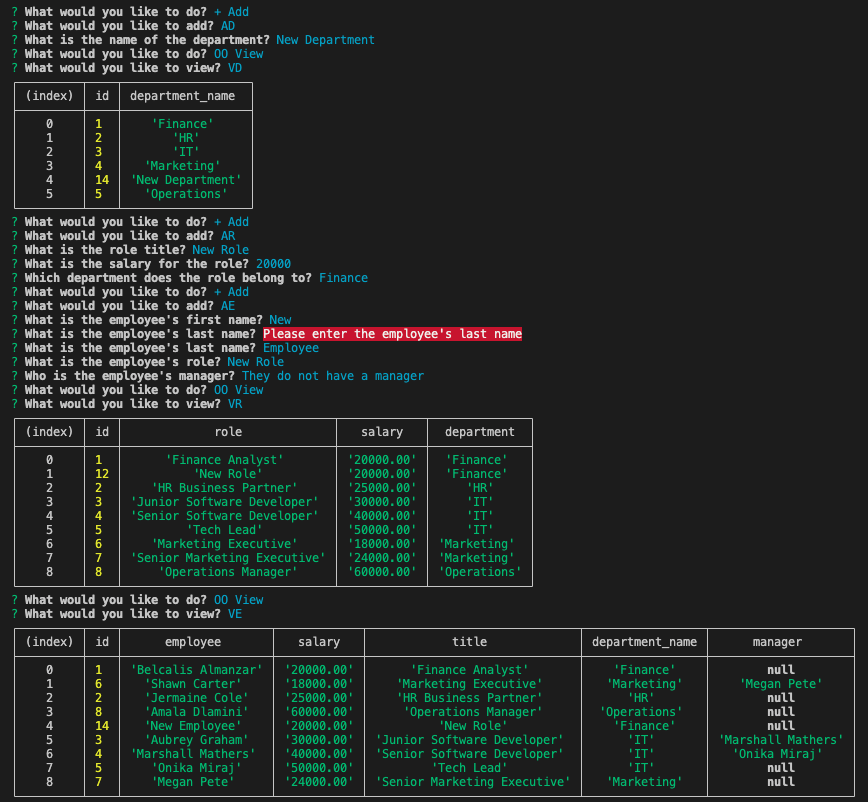 ? What would you like to do? + Add
? What would you like to add? AD
? What is the name of the department? New Department
? What would you like to do? OO View
? What would you like to view? VD
(index) id department_name
0 1 'Finance'
1 2 'HR'
2 3 'IT'
3 4 'Marketing'
4 14 'New Department'
5 5 'Operations'
? What would you like to do? + Add
? What would you like to add? AR
? What is the role title? New Role
? What is the salary for the role? 20000
? Which department does the role belong to? Finance
? What would you like to do? + Add
? What would you like to add? AE
? What is the employee's first name? New
? What is the employee's last name? Please enter the employee's last name
? What is the employee's last name? Employee
? What is the employee's role? New Role
? Who is the employee's manager? They do not have a manager
? What would you like to do? OO View
? What would you like to view? VR
(index) id role salary department
0 1 'Finance Analyst' '20000.00' 'Finance'
1 12 'New Role' '20000.00' 'Finance'
2 2 'HR Business Partner' '25000.00' 'HR'
3 3 'Junior Software Developer' '30000.00' 'IT'
4 4 'Senior Software Developer' '40000.00' 'IT'
5 5 'Tech Lead' '50000.00' 'IT'
6 6 'Marketing Executive' '18000.00' 'Marketing'
7 7 'Senior Marketing Executive' '24000.00' 'Marketing'
8 8 'Operations Manager' '60000.00' 'Operations'
? What would you like to do? OO View
? What would you like to view? VE
(index) id employee salary title department_name manager
0 1 'Belcalis Almanzar' '20000.00' 'Finance Analyst' 'Finance' null
1 6 'Shawn Carter' '18000.00' 'Marketing Executive' 'Marketing' 'Megan Pete'
2 2 'Jermaine Cole' '25000.00' 'HR Business Partner' 'HR' null
3 8 'Amala Dlamini' '60000.00' 'Operations Manager' 'Operations' null
4 14 'New Employee' '20000.00' 'New Role' 'Finance' null
5 3 'Aubrey Graham' '30000.00' 'Junior Software Developer' 'IT' 'Marshall Mathers'
6 4 'Marshall Mathers' '40000.00' 'Senior Software Developer' 'IT' 'Onika Miraj'
7 5 'Onika Miraj' '50000.00' 'Tech Lead' 'IT' null
8 7 'Megan Pete' '24000.00' 'Senior Marketing Executive' 'Marketing' null